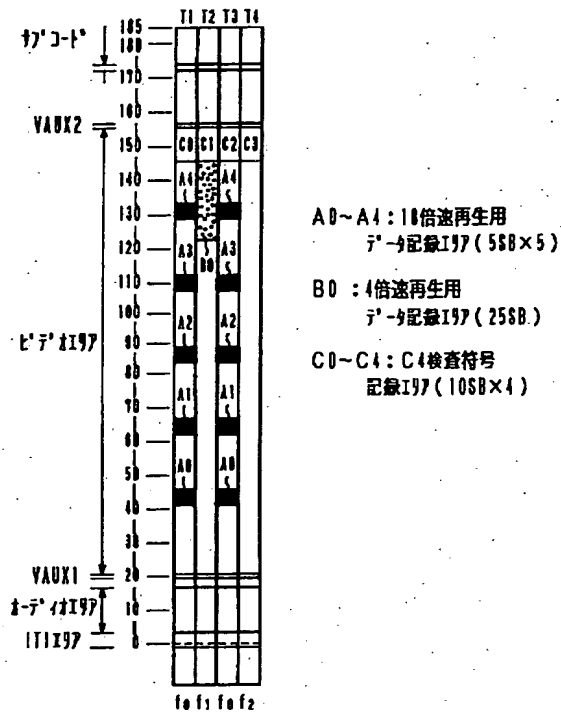 T1 T2 T3 T4
185
サブコード
180
170
160
VAUX2
150
C0 C1 C2 C3
140
A4 A4
130
A0~A4:18倍速再生用
データ記録エリア(5SB×5)
120
A3 A3
B0
110
B0:4倍速再生用
データ記録エリア(25SB)
100
A2 A2
ビデオエリア
90
C0~C4:C4検査符号
記録エリア(10SB×4)
80
70
A1 A1
60
50
A0 A0
40
30
VAUX1
20
オーディオエリア
10
ITIエリア
0
f0 f1 f0 f2